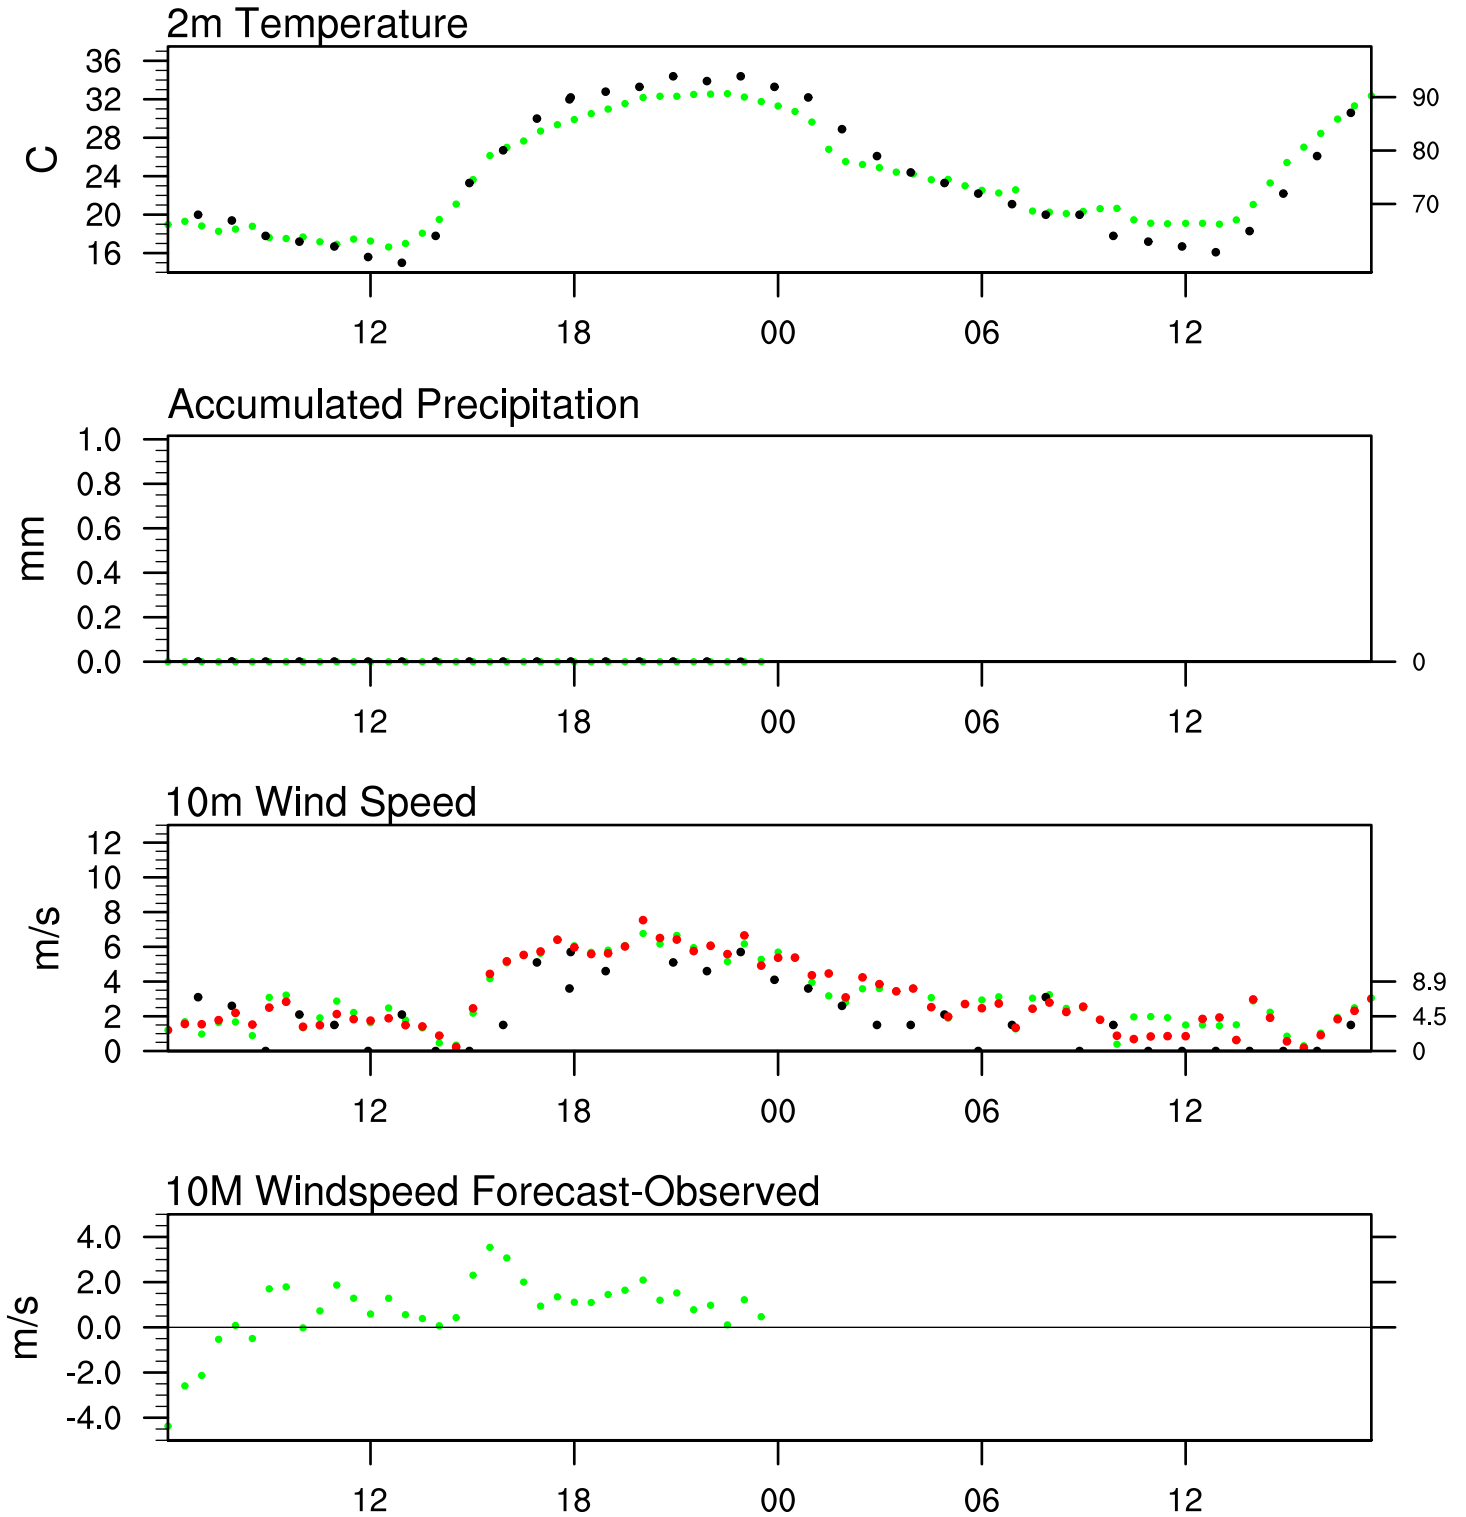 2m Temperature
36
32
28
24
20
16
C
90
80
70
12 18 00 06 12
Accumulated Precipitation
1.0
0.8
0.6
0.4
0.2
0.0
mm
0
12 18 00 06 12
10m Wind Speed
12
10
8
6
4
2
0
m/s
8.9
4.5
0
12 18 00 06 12
10M Windspeed Forecast-Observed
4.0
2.0
0.0
-2.0
-4.0
m/s
12 18 00 06 12